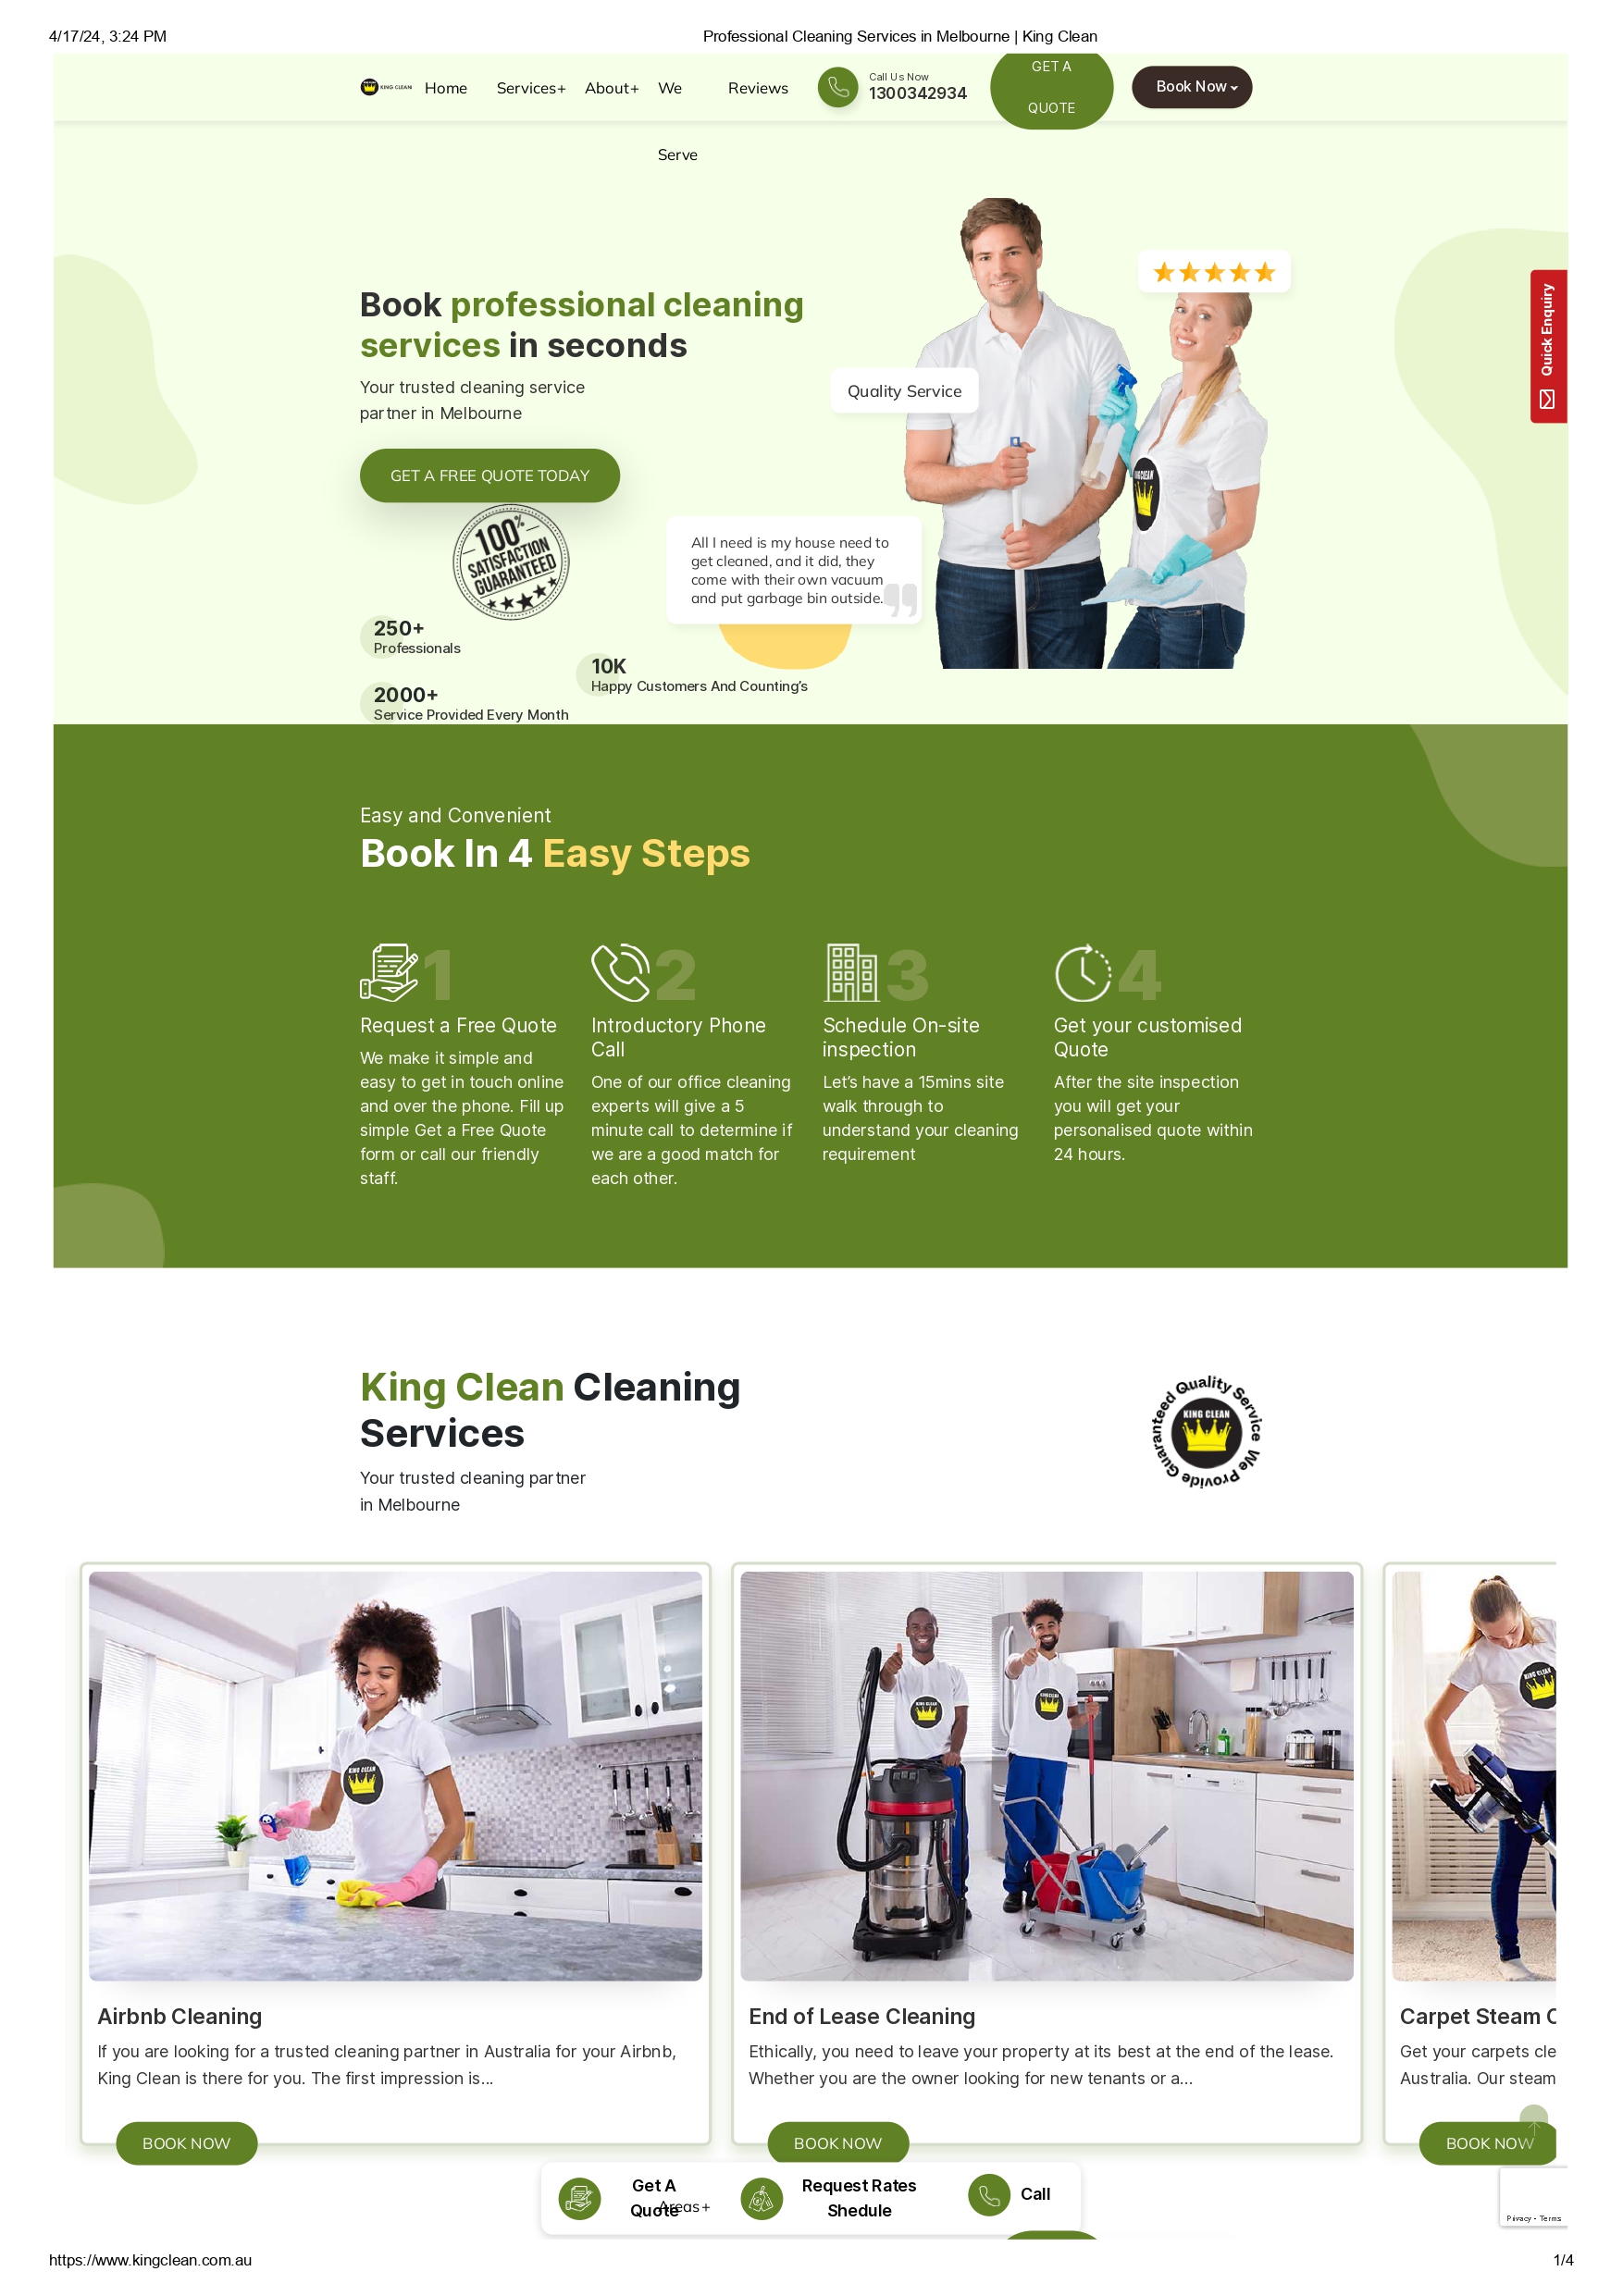 4/17/24, 3:24 PM
Professional Cleaning Services in Melbourne | King Clean
KING CLEAN
Home
Services+
About+
We
Serve
Reviews
Call Us Now
1300342934
GET A
QUOTE
Book Now
Quick Enquiry
Book professional cleaning
services in seconds
Your trusted cleaning service
partner in Melbourne
GET A FREE QUOTE TODAY
100%
SATISFACTION
GUARANTEED
Quality Service
KING CLEAN
All I need is my house need to
get cleaned, and it did, they
come with their own vacuum
and put garbage bin outside.
250+
Professionals
10K
Happy Customers And Counting's
2000+
Service Provided Every Month
Easy and Convenient
Book In 4 Easy Steps
1
Request a Free Quote
We make it simple and
easy to get in touch online
and over the phone. Fill up
simple Get a Free Quote
form or call our friendly
staff.
2
Introductory Phone
Call
One of our office cleaning
experts will give a 5
minute call to determine if
we are a good match for
each other.
3
Schedule On-site
inspection
Let's have a 15mins site
walk through to
understand your cleaning
requirement
4
Get your customised
Quote
After the site inspection
you will get your
personalised quote within
24 hours.
King Clean Cleaning
Services
Your trusted cleaning partner
in Melbourne
We Provide Guaranteed Quality Service
KING CLEAN
KING CLEAN
KING CLEAN
KING CLEAN
KING CLEAN
Airbnb Cleaning
If you are looking for a trusted cleaning partner in Australia for your Airbnb,
King Clean is there for you. The first impression is...
BOOK NOW
End of Lease Cleaning
Ethically, you need to leave your property at its best at the end of the lease.
Whether you are the owner looking for new tenants or a...
BOOK NOW
Carpet Steam C
Get your carpets cle
Australia. Our steam
BOOK NOW
Get A
Quote
Areas+
Request Rates
Shedule
Call
Privacy - Terms
https://www.kingclean.com.au
1/4